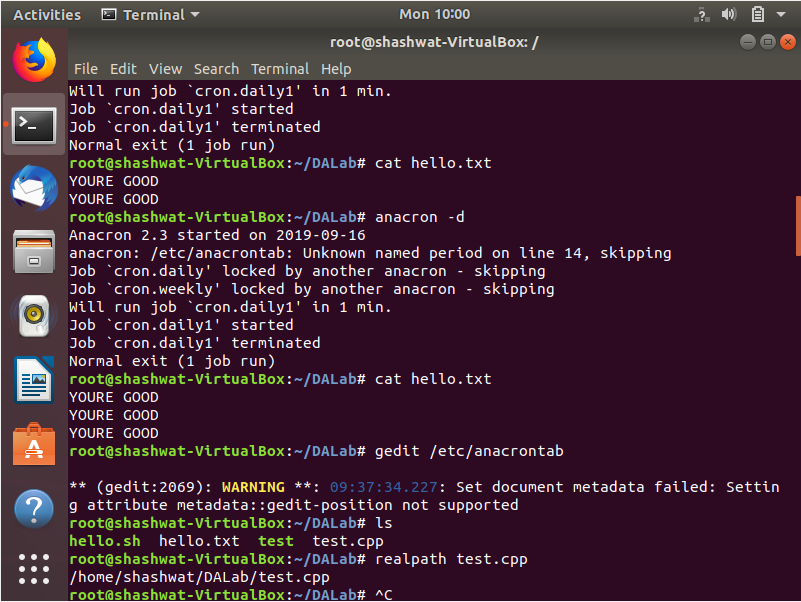 Activities Terminal Mon 10:00
root@shashwat-VirtualBox: /
File Edit View Search Terminal Help
Will run job `cron.daily1' in 1 min.
Job `cron.daily1' started
Job `cron.daily1' terminated
Normal exit (1 job run)
root@shashwat-VirtualBox:~/DALab# cat hello.txt
YOURE GOOD
YOURE GOOD
root@shashwat-VirtualBox:~/DALab# anacron -d
Anacron 2.3 started on 2019-09-16
anacron: /etc/anacrontab: Unknown named period on line 14, skipping
Job `cron.daily' locked by another anacron - skipping
Job `cron.weekly' locked by another anacron - skipping
Will run job `cron.daily1' in 1 min.
Job `cron.daily1' started
Job `cron.daily1' terminated
Normal exit (1 job run)
root@shashwat-VirtualBox:~/DALab# cat hello.txt
YOURE GOOD
YOURE GOOD
YOURE GOOD
root@shashwat-VirtualBox:~/DALab# gedit /etc/anacrontab
** (gedit:2069): WARNING **: 09:37:34.227: Set document metadata failed: Settin
g attribute metadata::gedit-position not supported
root@shashwat-VirtualBox:~/DALab# ls
hello.sh hello.txt test test.cpp
root@shashwat-VirtualBox:~/DALab# realpath test.cpp
/home/shashwat/DALab/test.cpp
root@shashwat-VirtualBox:~/DALab# ^C